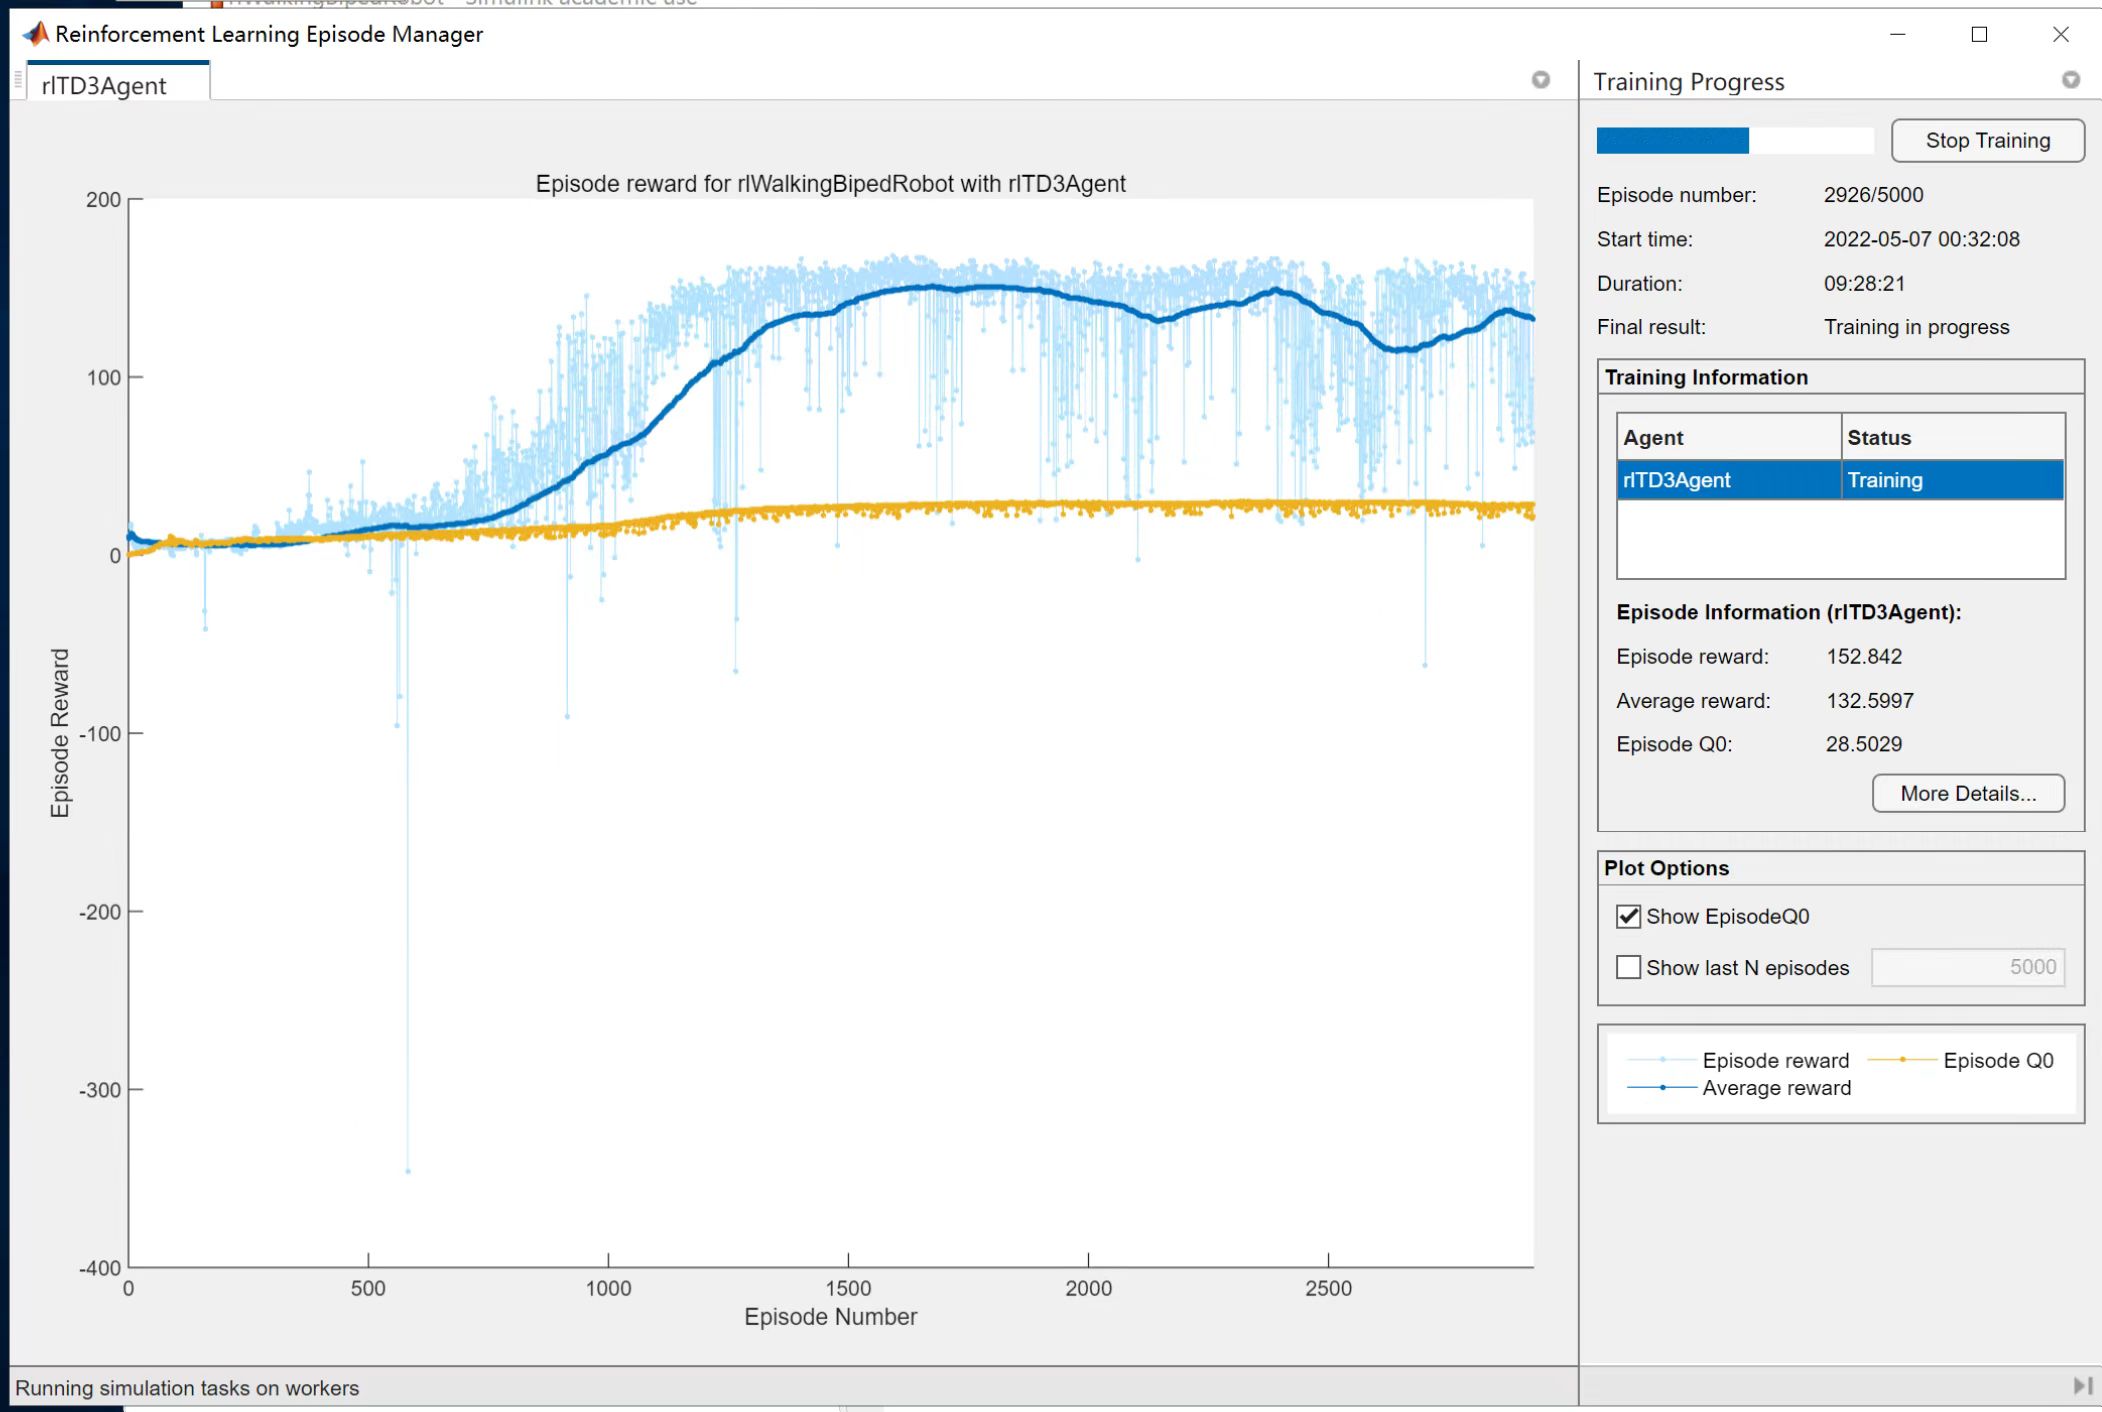 rlWalkingBipedRobot - Simulink academic use
Reinforcement Learning Episode Manager
rlTD3Agent
Episode reward for rlWalkingBipedRobot with rlTD3Agent
200
100
0
-100
-200
-300
-400
Episode Reward
0 500 1000 1500 2000 2500
Episode Number
Running simulation tasks on workers
Training Progress
Stop Training
Episode number: 2926/5000
Start time: 2022-05-07 00:32:08
Duration: 09:28:21
Final result: Training in progress
Training Information
Agent Status
rlTD3Agent Training
Episode Information (rlTD3Agent):
Episode reward: 152.842
Average reward: 132.5997
Episode Q0: 28.5029
More Details...
Plot Options
Show EpisodeQ0
Show last N episodes 5000
Episode reward Episode Q0
Average reward